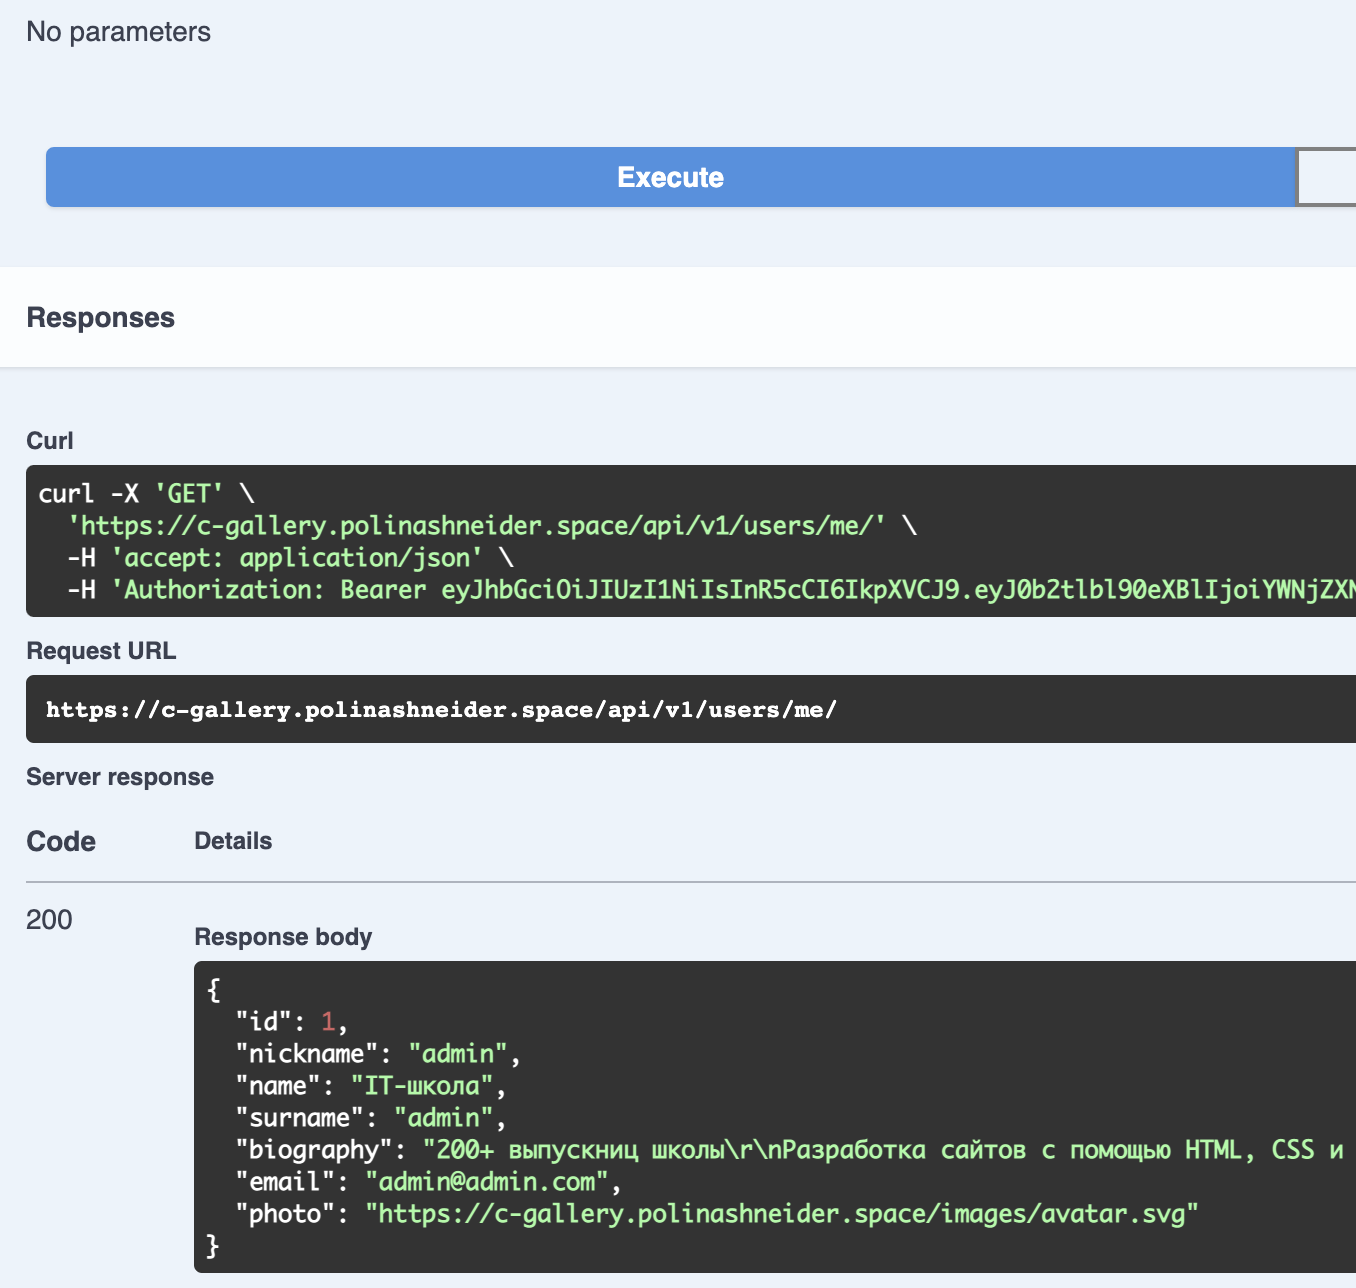 No parameters
Execute
Responses
Curl
curl -X 'GET' \
'https://c-gallery.polinashneider.space/api/v1/users/me/' \
-H 'accept: application/json' \
-H 'Authorization: Bearer eyJhbGciOiJIUzI1NiIsInR5cCI6IkpXVCJ9.eyJ0b2tlbl90eXBlIjoiYWNjZXN
Request URL
https://c-gallery.polinashneider.space/api/v1/users/me/
Server response
Code Details
200
Response body
{
"id": 1,
"nickname": "admin",
"name": "IT-школа",
"surname": "admin",
"biography": "200+ выпускниц школы\r\nРазработка сайтов с помощью HTML, CSS и
"email": "admin@admin.com",
"photo": "https://c-gallery.polinashneider.space/images/avatar.svg"
}